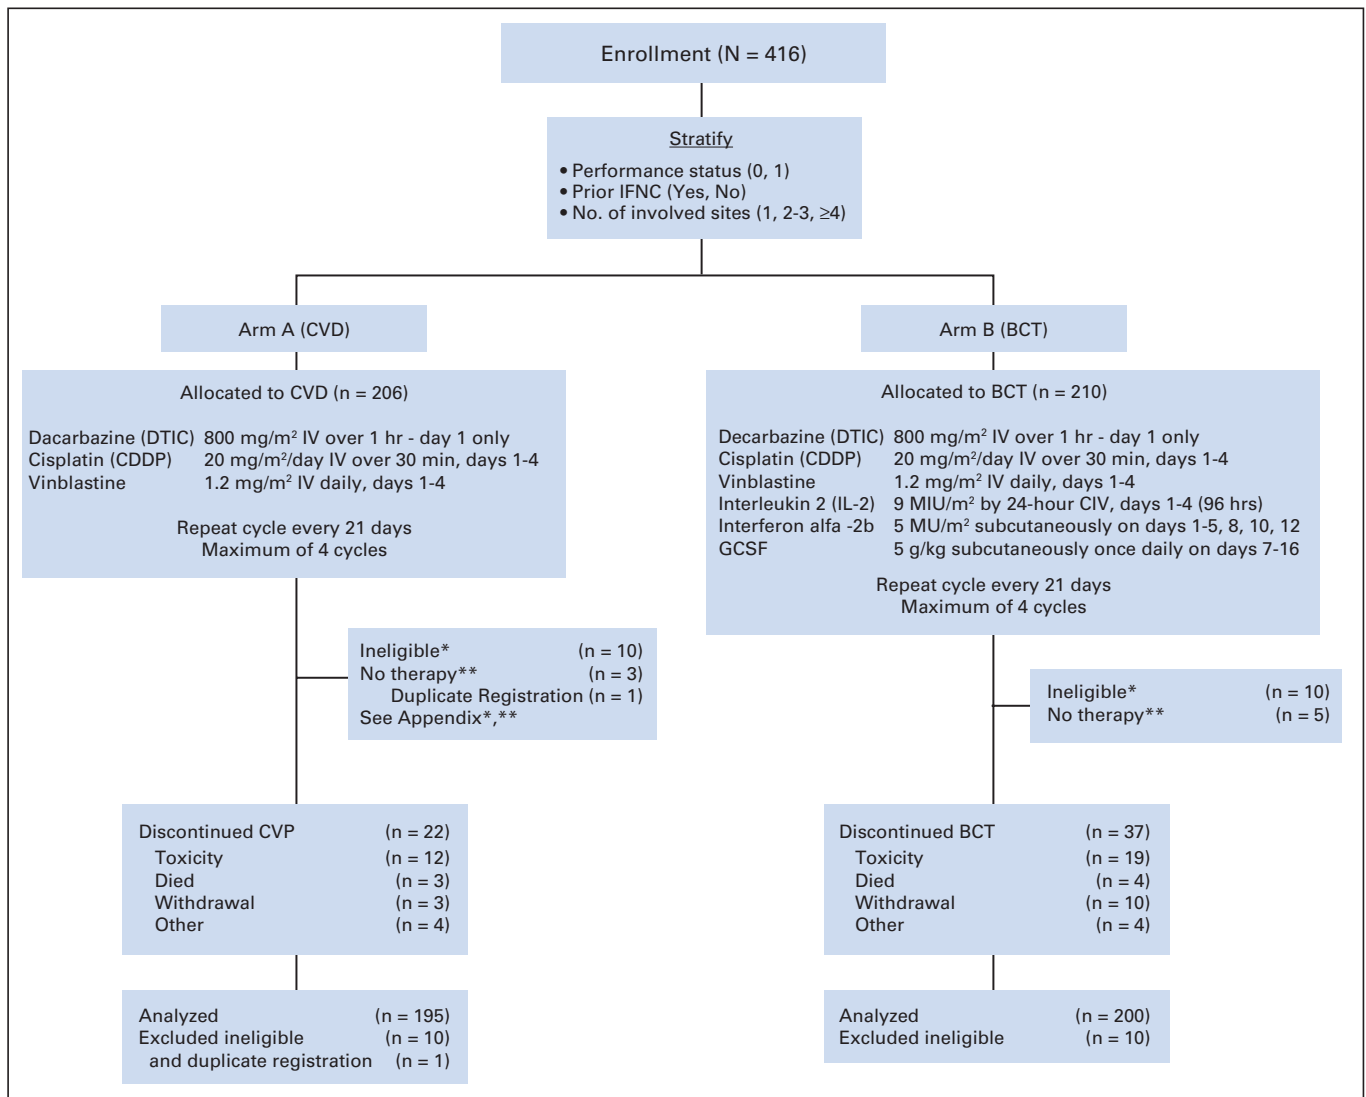 Enrollment (N = 416)
Stratify
• Performance status (0, 1)
• Prior IFNC (Yes, No)
• No. of involved sites (1, 2-3, ≥4)
Arm A (CVD)
Allocated to CVD (n = 206)
Dacarbazine (DTIC) 800 mg/m² IV over 1 hr - day 1 only
Cisplatin (CDDP) 20 mg/m²/day IV over 30 min, days 1-4
Vinblastine 1.2 mg/m² IV daily, days 1-4
Repeat cycle every 21 days
Maximum of 4 cycles
Ineligible* (n = 10)
No therapy** (n = 3)
Duplicate Registration (n = 1)
See Appendix*,**
Discontinued CVP (n = 22)
Toxicity (n = 12)
Died (n = 3)
Withdrawal (n = 3)
Other (n = 4)
Analyzed (n = 195)
Excluded ineligible (n = 10)
and duplicate registration (n = 1)
Arm B (BCT)
Allocated to BCT (n = 210)
Decarbazine (DTIC) 800 mg/m² IV over 1 hr - day 1 only
Cisplatin (CDDP) 20 mg/m²/day IV over 30 min, days 1-4
Vinblastine 1.2 mg/m² IV daily, days 1-4
Interleukin 2 (IL-2) 9 MIU/m² by 24-hour CIV, days 1-4 (96 hrs)
Interferon alfa -2b 5 MU/m² subcutaneously on days 1-5, 8, 10, 12
GCSF 5 g/kg subcutaneously once daily on days 7-16
Repeat cycle every 21 days
Maximum of 4 cycles
Ineligible* (n = 10)
No therapy** (n = 5)
Discontinued BCT (n = 37)
Toxicity (n = 19)
Died (n = 4)
Withdrawal (n = 10)
Other (n = 4)
Analyzed (n = 200)
Excluded ineligible (n = 10)